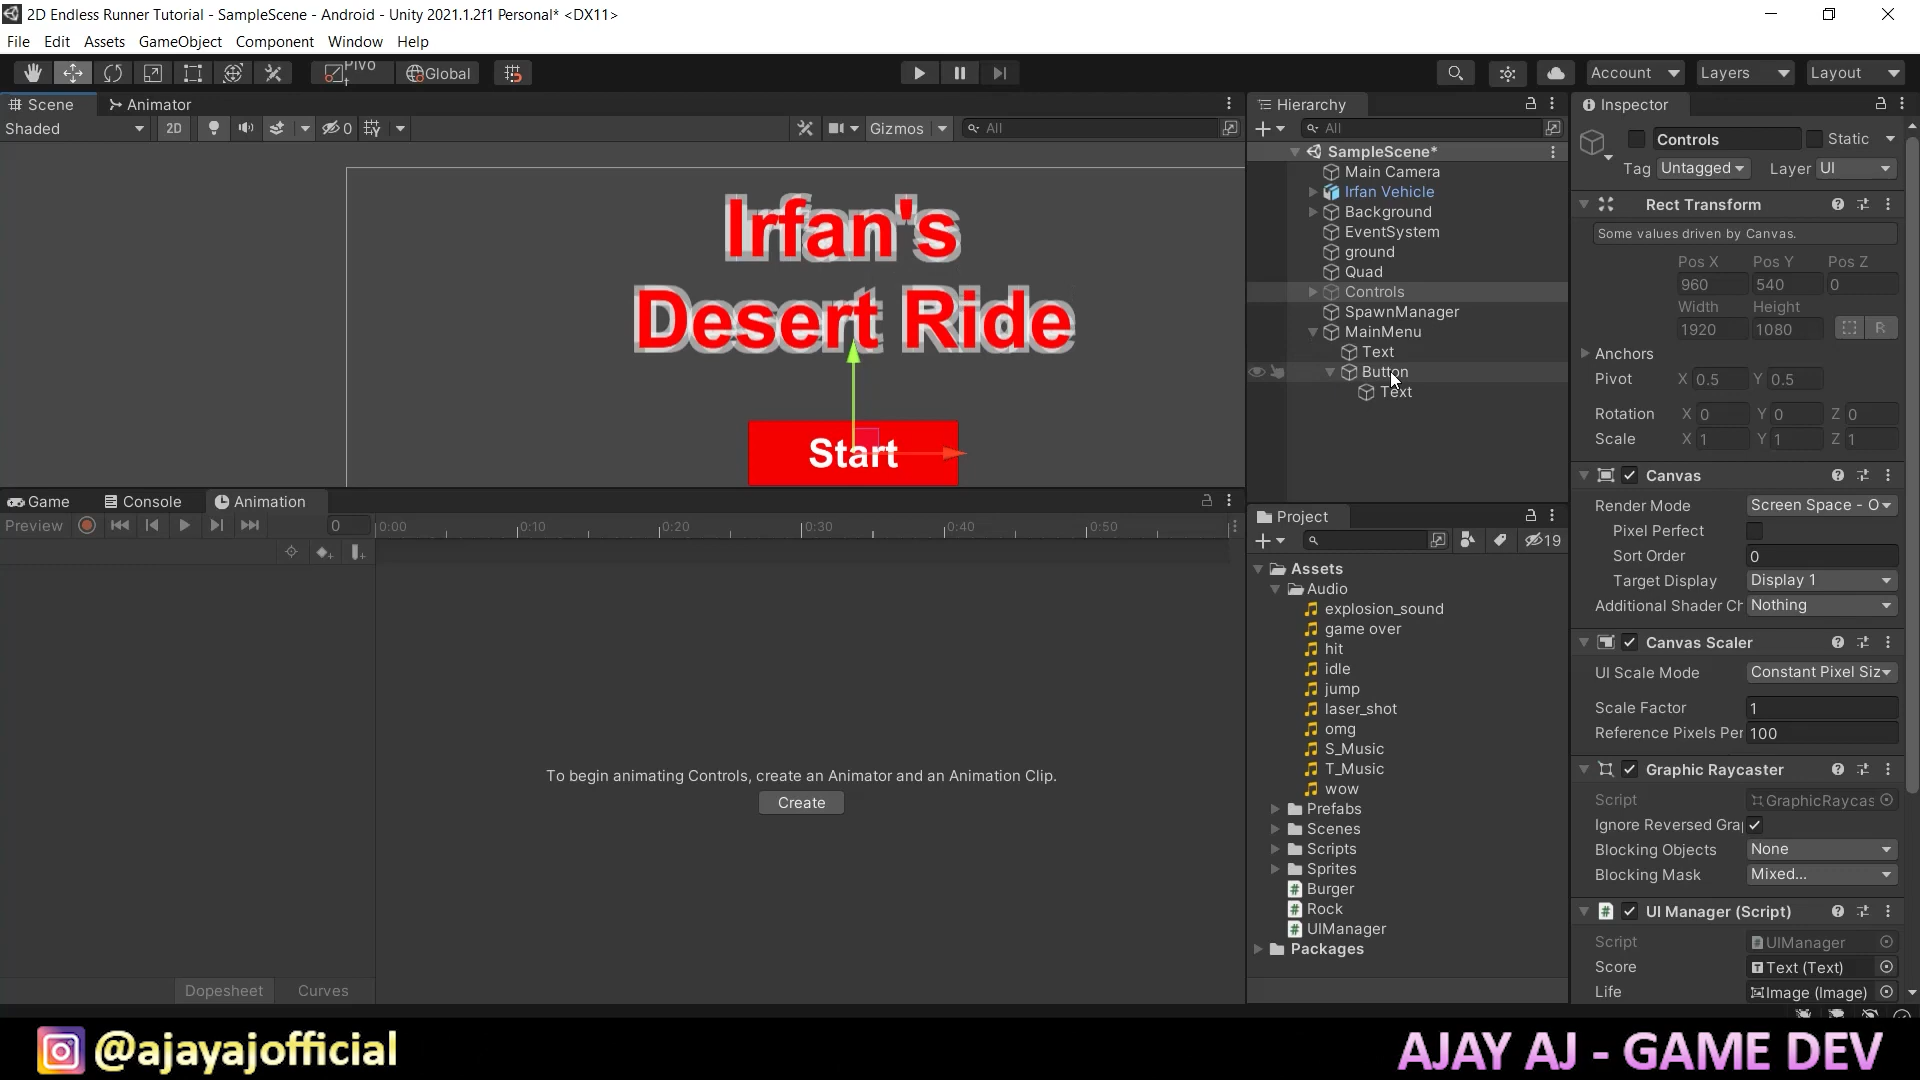 2D Endless Runner Tutorial - SampleScene - Android - Unity 2021.1.2f1 Personal* <DX11>
File Edit Assets GameObject Component Window Help
Pivot Global Account Layers Layout
Scene Animator
Shaded 2D 0 Gizmos All
Irfan's
Desert Ride
Start
Game Console Animation
Preview 0 0:00 0:10 0:20 0:30 0:40 0:50
To begin animating Controls, create an Animator and an Animation Clip.
Create
Dopesheet Curves
Hierarchy
All
SampleScene*
Main Camera
Irfan Vehicle
Background
EventSystem
ground
Quad
Controls
SpawnManager
MainMenu
Text
Button
Text
Project
19
Assets
Audio
explosion_sound
game over
hit
idle
jump
laser_shot
omg
S_Music
T_Music
wow
Prefabs
Scenes
Scripts
Sprites
Burger
Rock
UIManager
Packages
Inspector
Controls Static
Tag Untagged Layer UI
Rect Transform
Some values driven by Canvas.
Pos X Pos Y Pos Z
960 540 0
Width Height
1920 1080 R
Anchors
Pivot X 0.5 Y 0.5
Rotation X 0 Y 0 Z 0
Scale X 1 Y 1 Z 1
Canvas
Render Mode Screen Space - O
Pixel Perfect
Sort Order 0
Target Display Display 1
Additional Shader Ch Nothing
Canvas Scaler
UI Scale Mode Constant Pixel Siz
Scale Factor 1
Reference Pixels Per 100
Graphic Raycaster
Script GraphicRaycas
Ignore Reversed Gra
Blocking Objects None
Blocking Mask Mixed...
UI Manager (Script)
Script UIManager
Score Text (Text)
Life Image (Image)
@ajayajofficial
AJAY AJ - GAME DEV